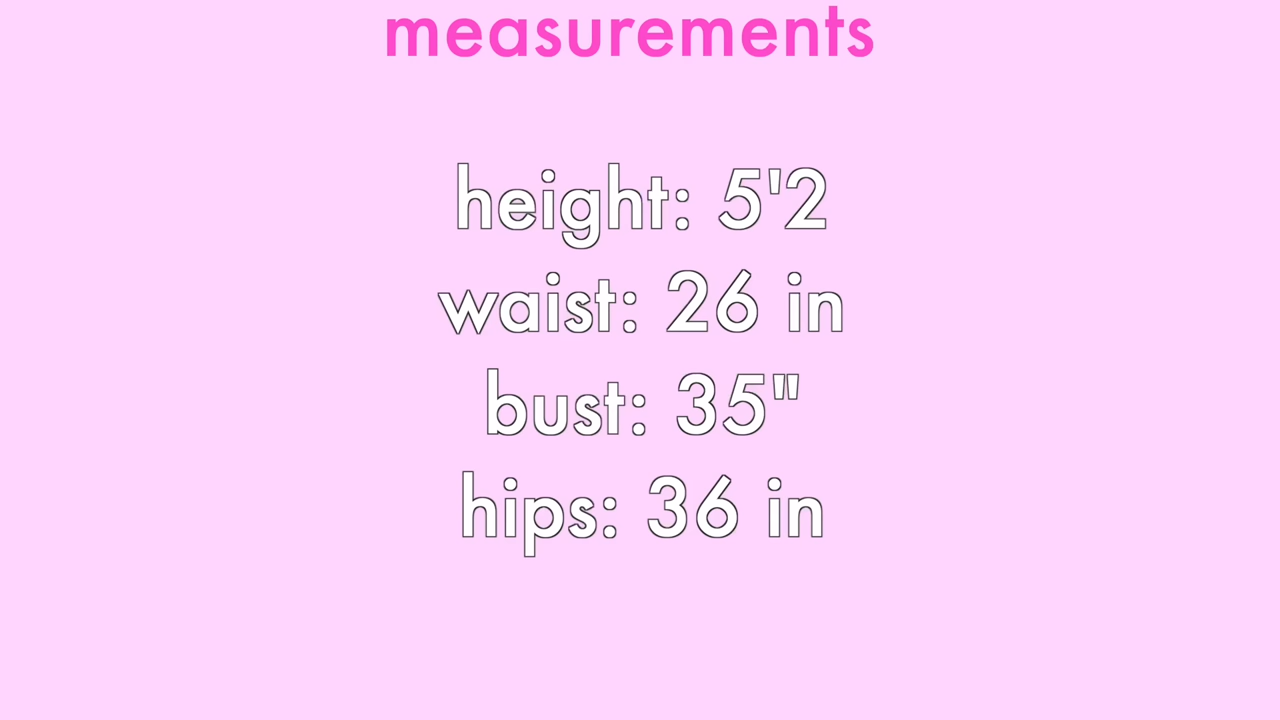 measurements
height: 5'2
waist: 26 in
bust: 35"
hips: 36 in